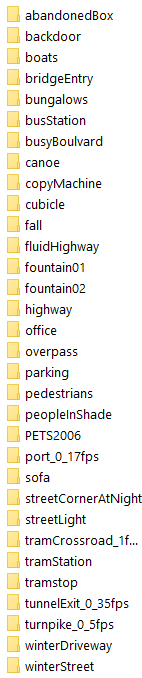 abandonedBox
backdoor
boats
bridgeEntry
bungalows
busStation
busyBoulvard
canoe
copyMachine
cubicle
fall
fluidHighway
fountain01
fountain02
highway
office
overpass
parking
pedestrians
peopleInShade
PETS2006
port_0_17fps
sofa
streetCornerAtNight
streetLight
tramCrossroad_1f...
tramStation
tramstop
tunnelExit_0_35fps
turnpike_0_5fps
winterDriveway
winterStreet